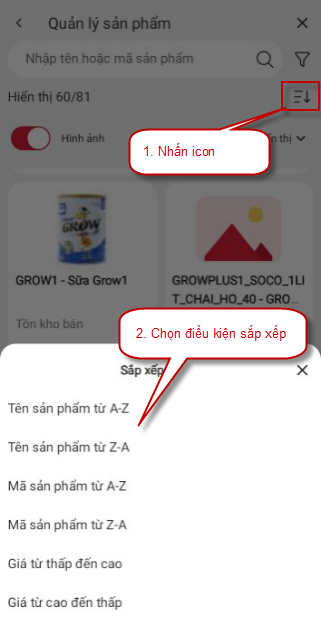 Quản lý sản phẩm
Nhập tên hoặc mã sản phẩm
Hiển thị 60/81
Hình ảnh
thị
1. Nhấn icon
GROW
GROW1 - Sữa Grow1
GROWPLUS1_SOCO_1LI
T_CHAI_HO_40 - GRO...
Tồn kho bán
2. Chọn điều kiện sắp xếp
Sắp xếp
Tên sản phẩm từ A-Z
Tên sản phẩm từ Z-A
Mã sản phẩm từ A-Z
Mã sản phẩm từ Z-A
Giá từ thấp đến cao
Giá từ cao đến thấp